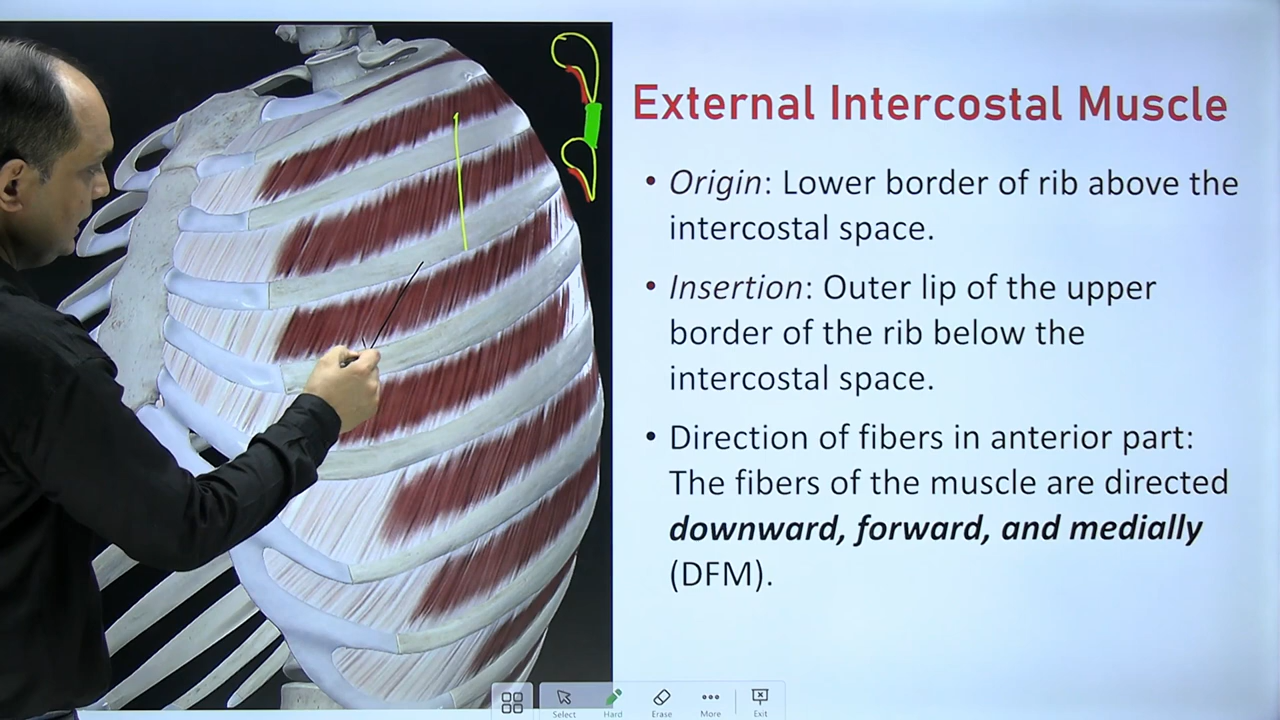 External Intercostal Muscle
• Origin: Lower border of rib above the
intercostal space.
• Insertion: Outer lip of the upper
border of the rib below the
intercostal space.
• Direction of fibers in anterior part:
The fibers of the muscle are directed
downward, forward, and medially
(DFM).
Select Hard Erase More Exit